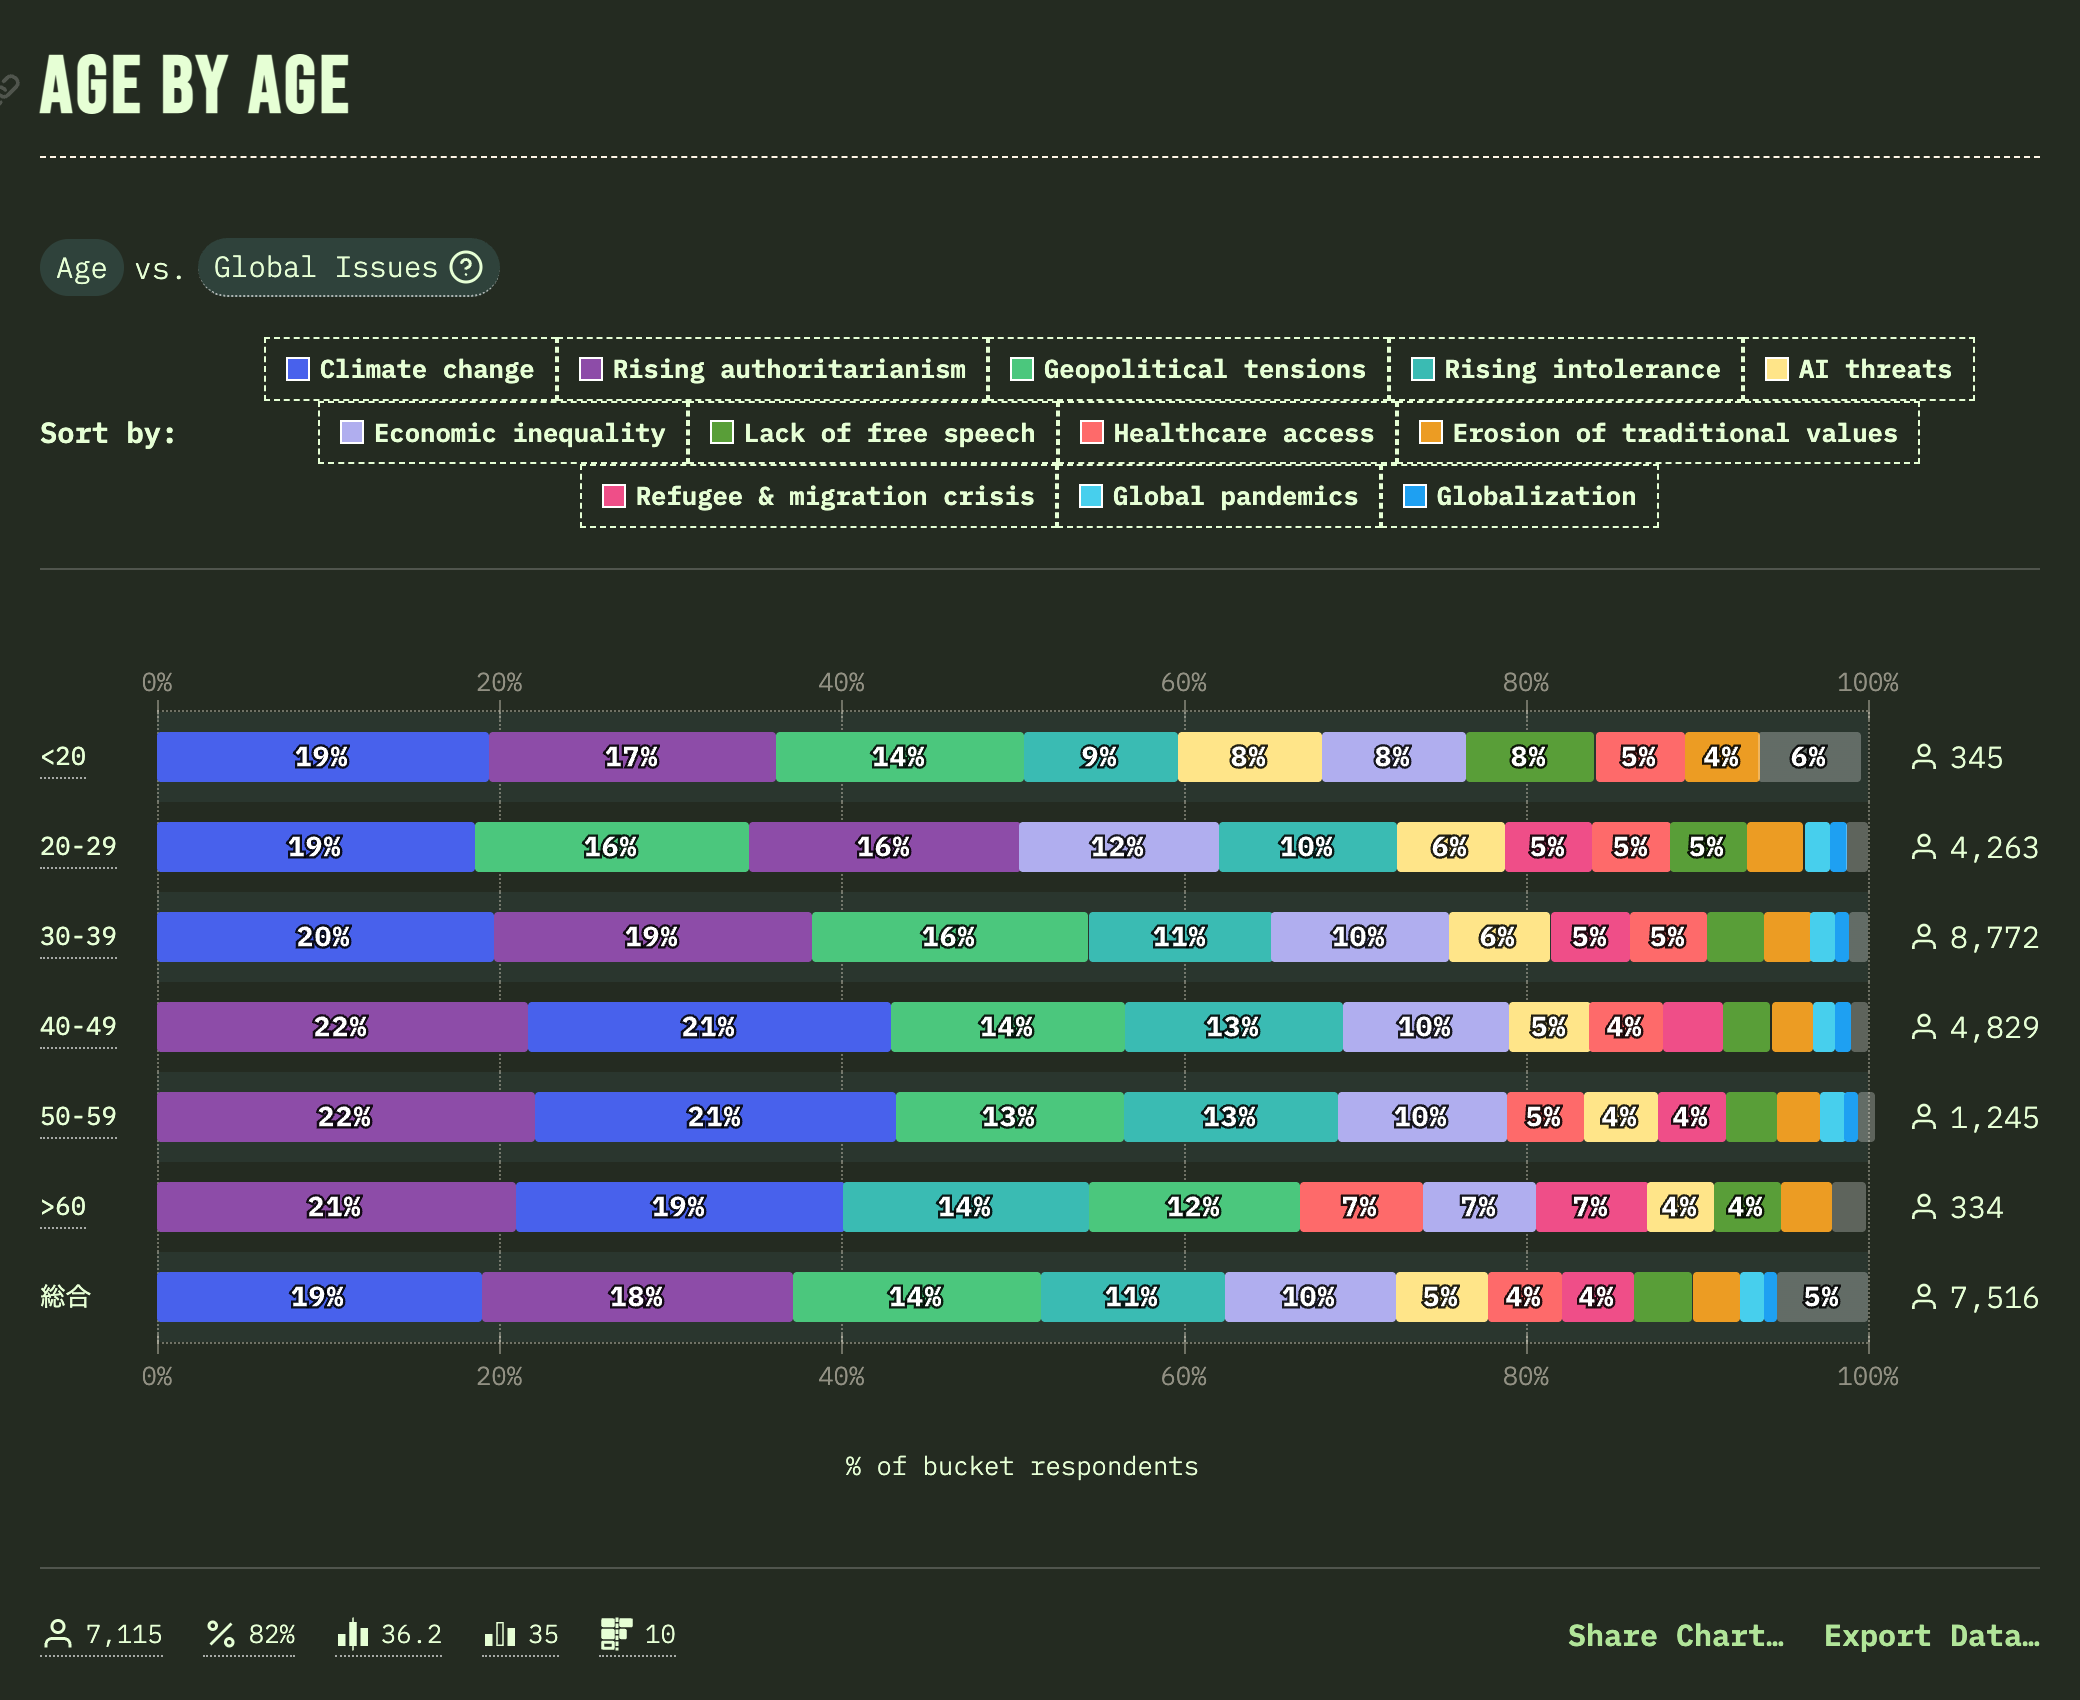 AGE BY AGE
Age vs. Global Issues
Climate change Rising authoritarianism Geopolitical tensions Rising intolerance AI threats
Sort by: Economic inequality Lack of free speech Healthcare access Erosion of traditional values
Refugee & migration crisis Global pandemics Globalization
0% 20% 40% 60% 80% 100%
<20 19% 17% 14% 9% 8% 8% 8% 5% 4% 6% 345
20-29 19% 16% 16% 12% 10% 6% 5% 5% 5% 4,263
30-39 20% 19% 16% 11% 10% 6% 5% 5% 8,772
40-49 22% 21% 14% 13% 10% 5% 4% 4,829
50-59 22% 21% 13% 13% 10% 5% 4% 4% 1,245
>60 21% 19% 14% 12% 7% 7% 7% 4% 4% 334
総合 19% 18% 14% 11% 10% 5% 4% 4% 5% 7,516
0% 20% 40% 60% 80% 100%
% of bucket respondents
7,115 82% 36.2 35 10 Share Chart… Export Data…